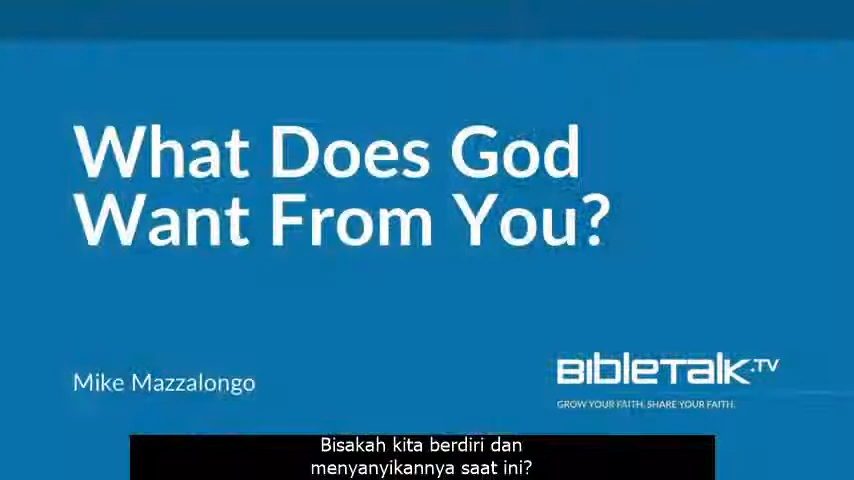 What Does God
Want From You?
Mike Mazzalongo
BIBLETALK.TV
GROW YOUR FAITH. SHARE YOUR FAITH.
Bisakah kita berdiri dan
menyanyikannya saat ini?